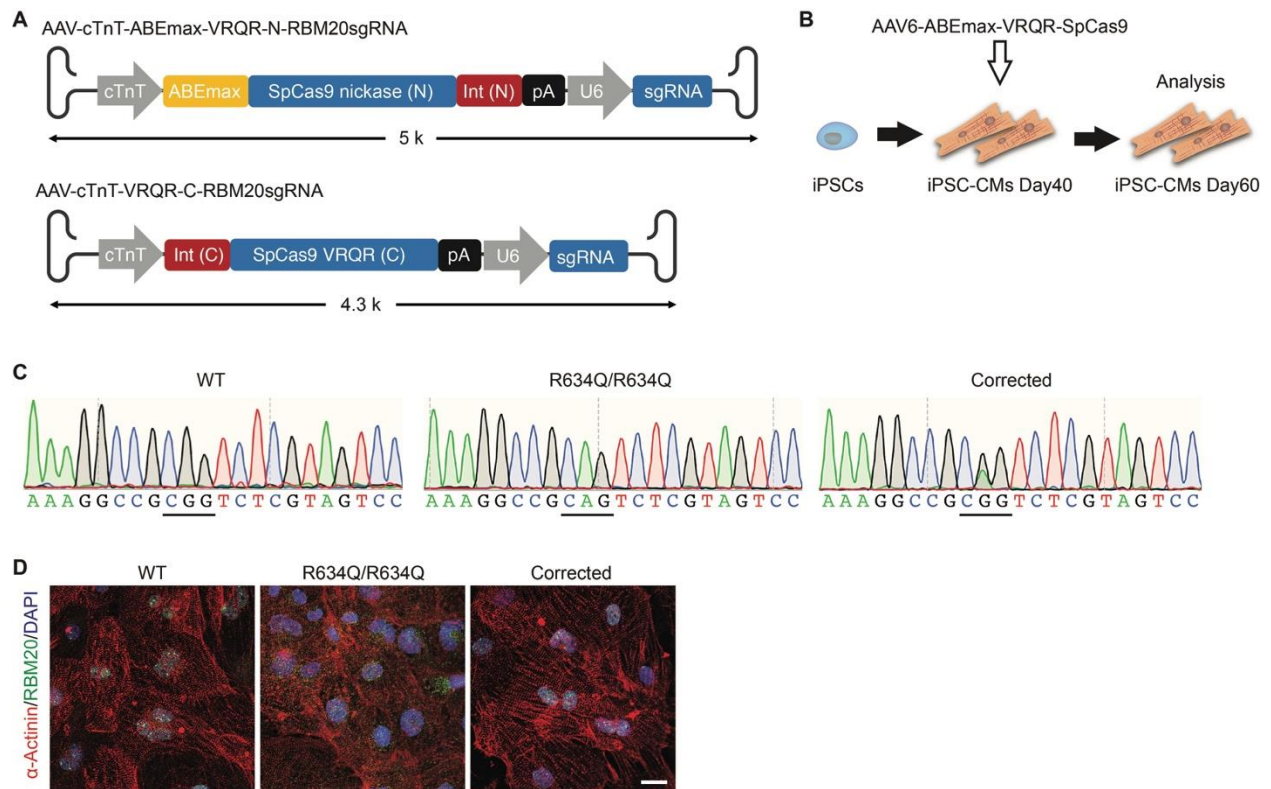 A
AAV-cTnT-ABEmax-VRQR-N-RBM20sgRNA
cTnT ABEmax SpCas9 nickase (N) Int (N) pA U6 sgRNA
5 k
AAV-cTnT-VRQR-C-RBM20sgRNA
cTnT Int (C) SpCas9 VRQR (C) pA U6 sgRNA
4.3 k
B
AAV6-ABEmax-VRQR-SpCas9
Analysis
iPSCs iPSC-CMs Day40 iPSC-CMs Day60
C
WT R634Q/R634Q Corrected
AAAGGCCGCGGTCTCGTAGTCC AAAGGCCGCAGTCTCGTAGTCC AAAGGCCGCGGTCTCGTAGTCC
D
WT R634Q/R634Q Corrected
α-Actinin/RBM20/DAPI